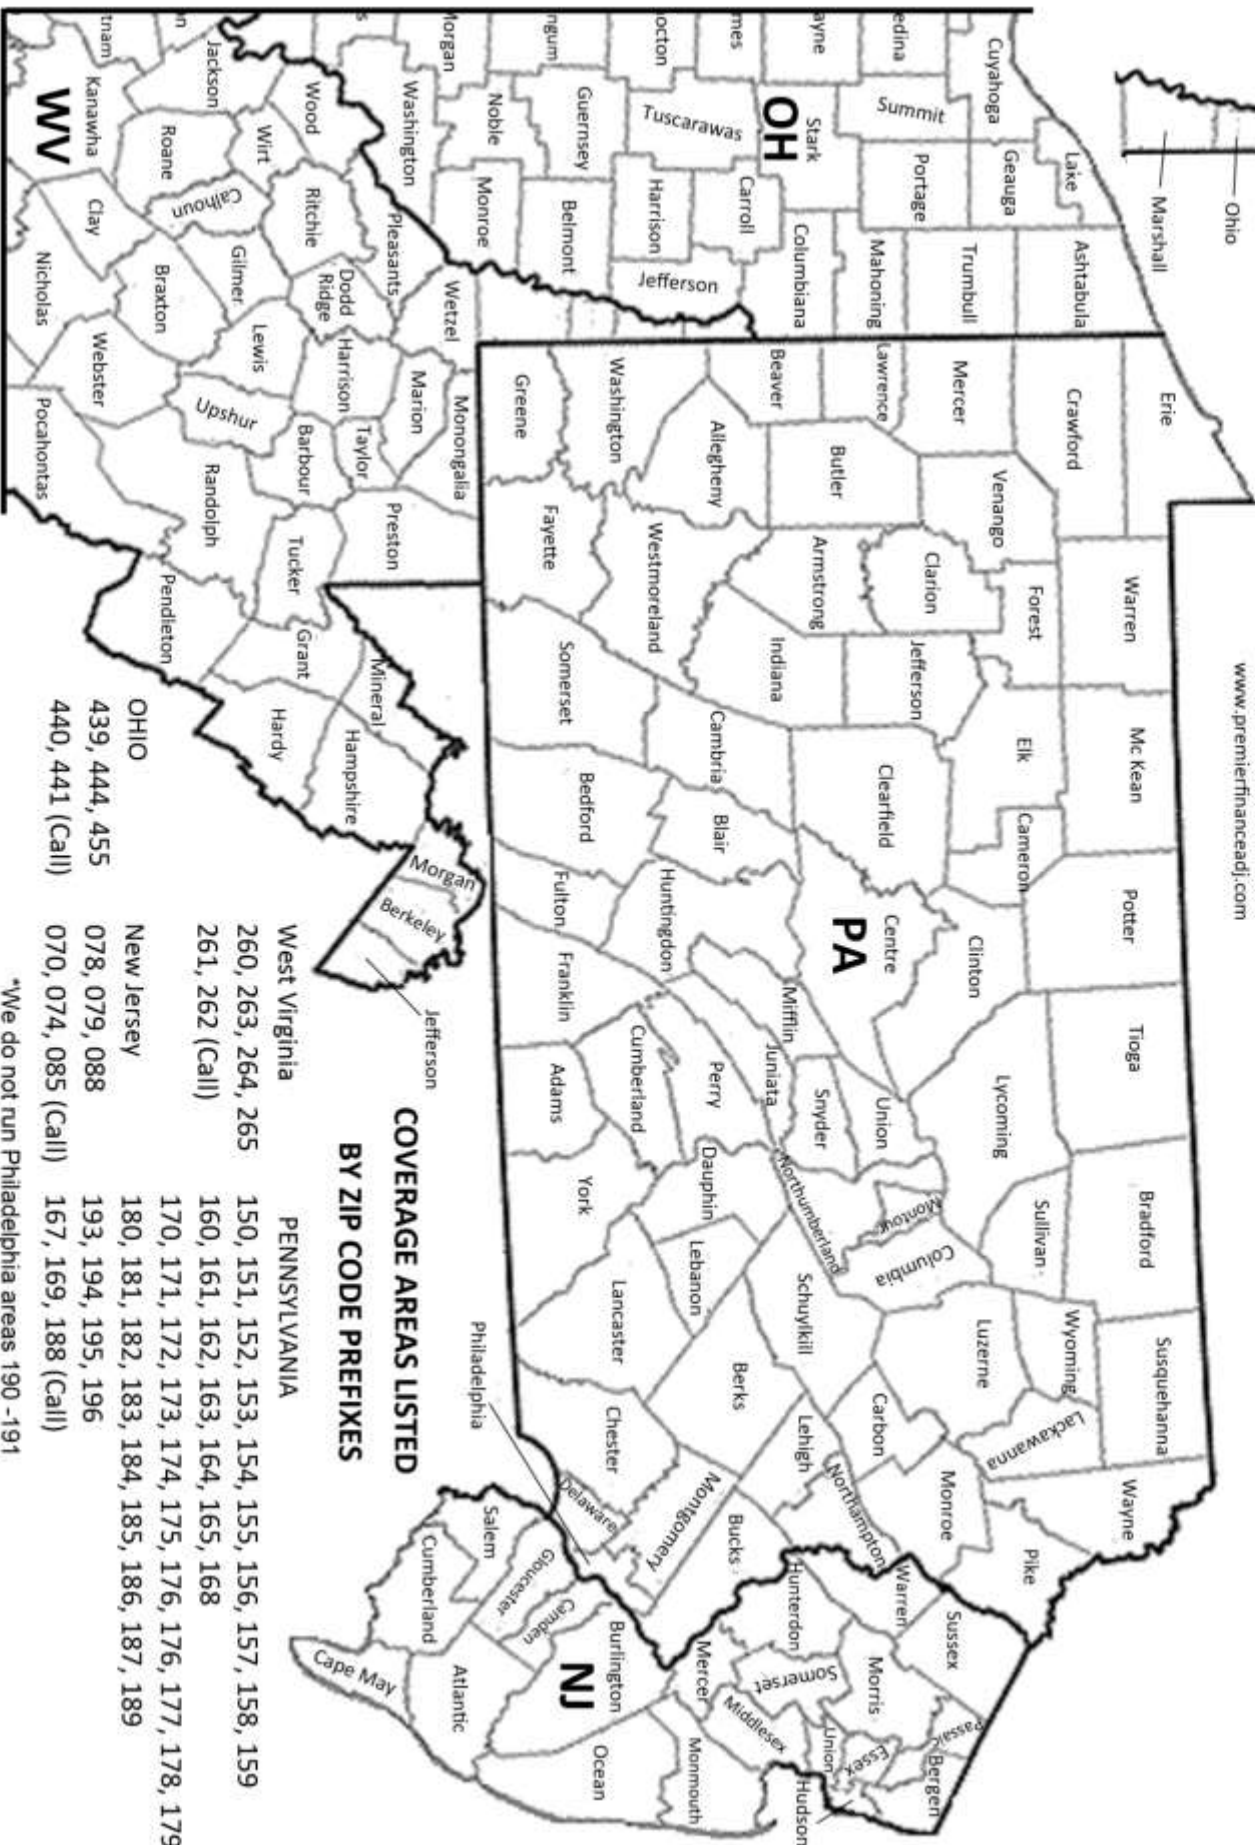 www.premierfinanceadj.com
Ohio
Marshall
OH
edina
ayne
mes
octon
ngum
Morgan
Cuyahoga
Lake
Geauga
Ashtabula
Summit
Portage
Trumbull
Stark
Mahoning
Columbiana
Tuscarawas
Carroll
Harrison
Jefferson
Guernsey
Belmont
Noble
Monroe
Washington
PA
Erie
Crawford
Warren
Mc Kean
Potter
Tioga
Bradford
Susquehanna
Wayne
Mercer
Venango
Forest
Elk
Cameron
Clinton
Lycoming
Sullivan
Wyoming
Lackawanna
Pike
Lawrence
Butler
Clarion
Jefferson
Clearfield
Centre
Union
Montour
Columbia
Luzerne
Monroe
Beaver
Allegheny
Armstrong
Indiana
Cambria
Blair
Huntingdon
Mifflin
Juniata
Snyder
Northumberland
Schuylkill
Carbon
Lehigh
Northampton
Washington
Westmoreland
Perry
Dauphin
Lebanon
Berks
Montgomery
Bucks
Greene
Fayette
Somerset
Bedford
Fulton
Franklin
Cumberland
Adams
York
Lancaster
Chester
Delaware
Philadelphia
WV
tnam
Kanawha
Jackson
Wood
Wirt
Roane
Calhoun
Ritchie
Pleasants
Clay
Gilmer
Dodd
Ridge
Wetzel
Nicholas
Braxton
Lewis
Harrison
Marion
Monongalia
Webster
Upshur
Barbour
Taylor
Preston
Pocahontas
Randolph
Tucker
Pendleton
Grant
Mineral
Hardy
Hampshire
Morgan
Berkeley
Jefferson
NJ
Sussex
Warren
Passaic
Bergen
Morris
Essex
Hudson
Hunterdon
Somerset
Union
Mercer
Middlesex
Monmouth
Burlington
Ocean
Camden
Gloucester
Salem
Cumberland
Atlantic
Cape May
COVERAGE AREAS LISTED
BY ZIP CODE PREFIXES
OHIO
439, 444, 455
440, 441 (Call)
West Virginia
260, 263, 264, 265
261, 262 (Call)
New Jersey
078, 079, 088
070, 074, 085 (Call)
PENNSYLVANIA
150, 151, 152, 153, 154, 155, 156, 157, 158, 159
160, 161, 162, 163, 164, 165, 168
170, 171, 172, 173, 174, 175, 176, 176, 177, 178, 179
180, 181, 182, 183, 184, 185, 186, 187, 189
193, 194, 195, 196
167, 169, 188 (Call)
*We do not run Philadelphia areas 190 -191